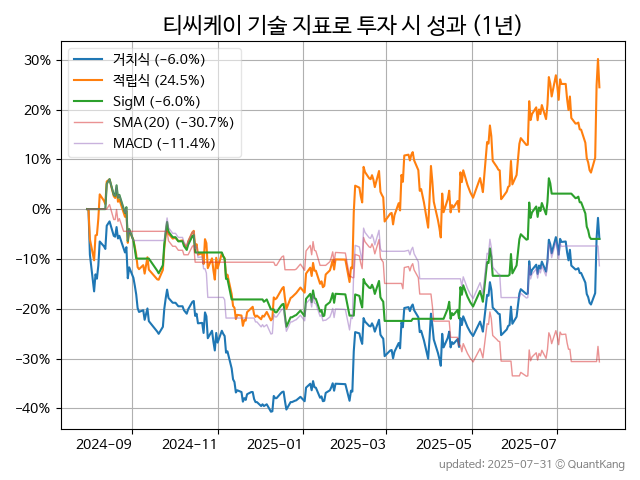 티씨케이 기술 지표로 투자 시 성과 (1년)
거치식 (−6.0%)
적립식 (24.5%)
SigM (−6.0%)
SMA(20) (−30.7%)
MACD (−11.4%)
30%
20%
10%
0%
−10%
−20%
−30%
−40%
2024−09
2024−11
2025−01
2025−03
2025−05
2025−07
updated: 2025-07-31 © QuantKang